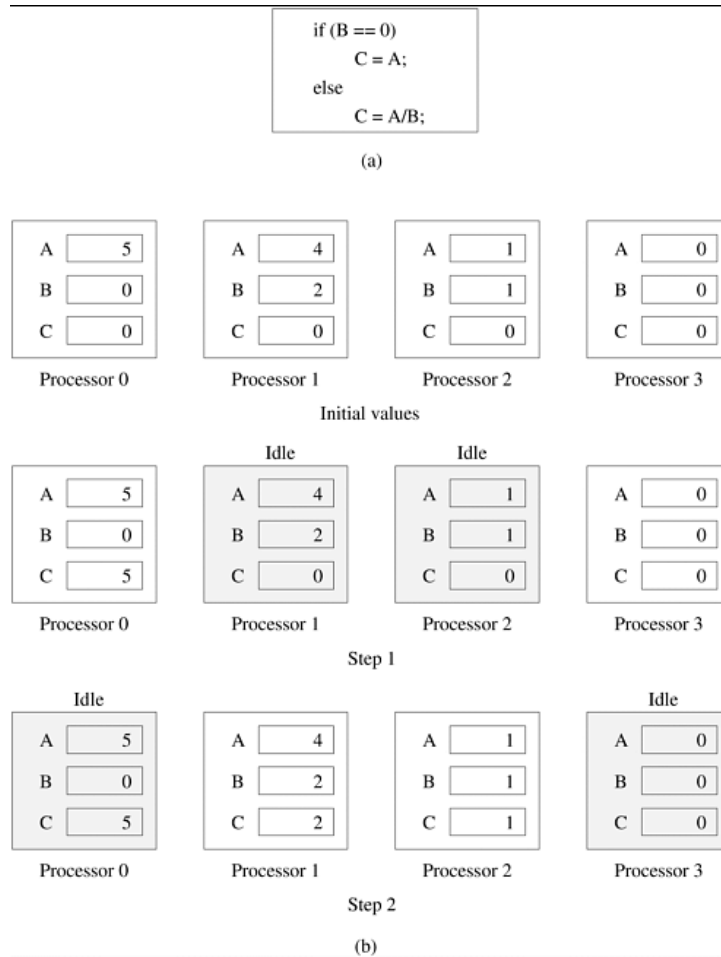 if (B == 0)
C = A;
else
C = A/B;
(a)
A 5 A 4 A 1 A 0
B 0 B 2 B 1 B 0
C 0 C 0 C 0 C 0
Processor 0 Processor 1 Processor 2 Processor 3
Initial values
Idle Idle
A 5 A 4 A 1 A 0
B 0 B 2 B 1 B 0
C 5 C 0 C 0 C 0
Processor 0 Processor 1 Processor 2 Processor 3
Step 1
Idle Idle
A 5 A 4 A 1 A 0
B 0 B 2 B 1 B 0
C 5 C 2 C 1 C 0
Processor 0 Processor 1 Processor 2 Processor 3
Step 2
(b)